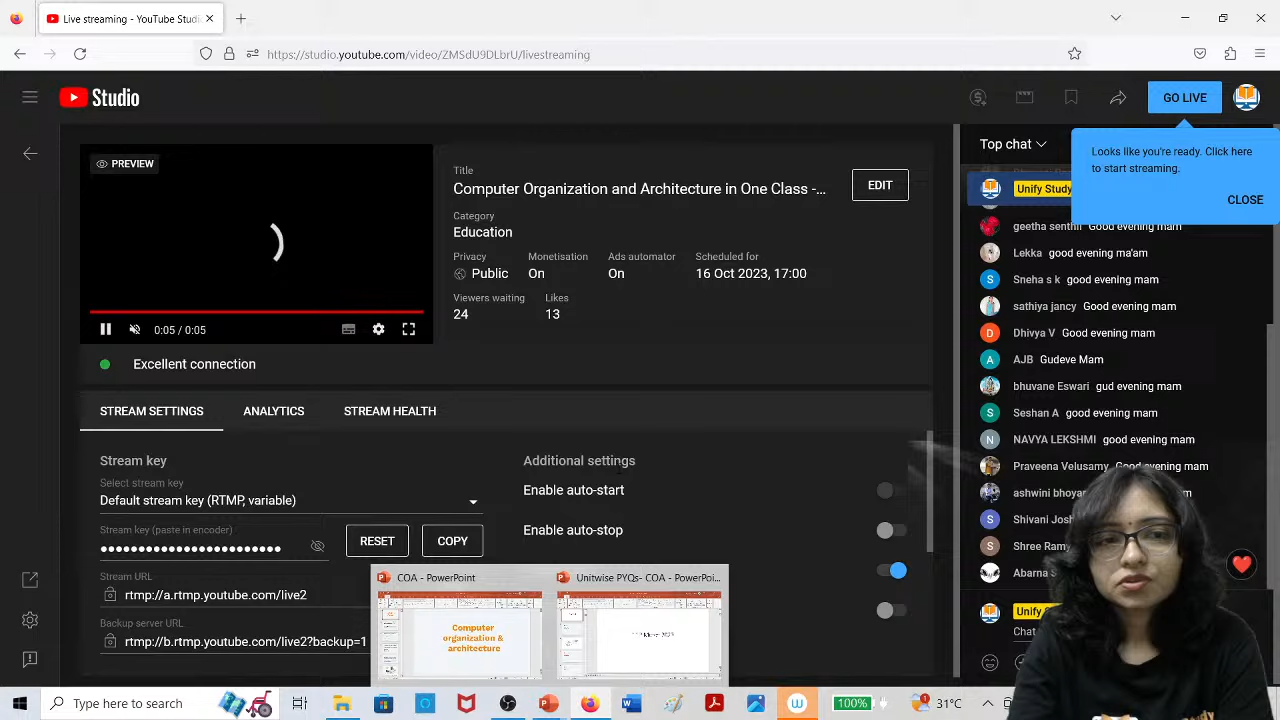 Live streaming - YouTube Studi
https://studio.youtube.com/video/ZMSdU9DLbrU/livestreaming
Studio
GO LIVE
PREVIEW
0:05 / 0:05
Excellent connection
Title
Computer Organization and Architecture in One Class -...
EDIT
Category
Education
Privacy
Public
Monetisation
On
Ads automator
On
Scheduled for
16 Oct 2023, 17:00
Viewers waiting
24
Likes
13
STREAM SETTINGS
ANALYTICS
STREAM HEALTH
Stream key
Select stream key
Default stream key (RTMP, variable)
Stream key (paste in encoder)
RESET
COPY
Stream URL
rtmp://a.rtmp.youtube.com/live2
Backup server URL
rtmp://b.rtmp.youtube.com/live2?backup=1
Additional settings
Enable auto-start
Enable auto-stop
COA - PowerPoint
Computer
organization &
architecture
Unitwise PYQs- COA - PowerPoi...
Top chat
Looks like you're ready. Click here
to start streaming.
CLOSE
Unify Study
geetha senthil Good evening mam
Lekka good evening ma'am
Sneha s k good evening mam
sathiya jancy Good evening mam
Dhivya V Good evening mam
AJB Gudeve Mam
bhuvane Eswari gud evening mam
Seshan A good evening mam
NAVYA LEKSHMI good evening mam
Praveena Velusamy Good evening mam
ashwini bhoyar
Shivani Josh
Shree Ramy
Abarna S
Unify
Chat
Type here to search
100%
31°C